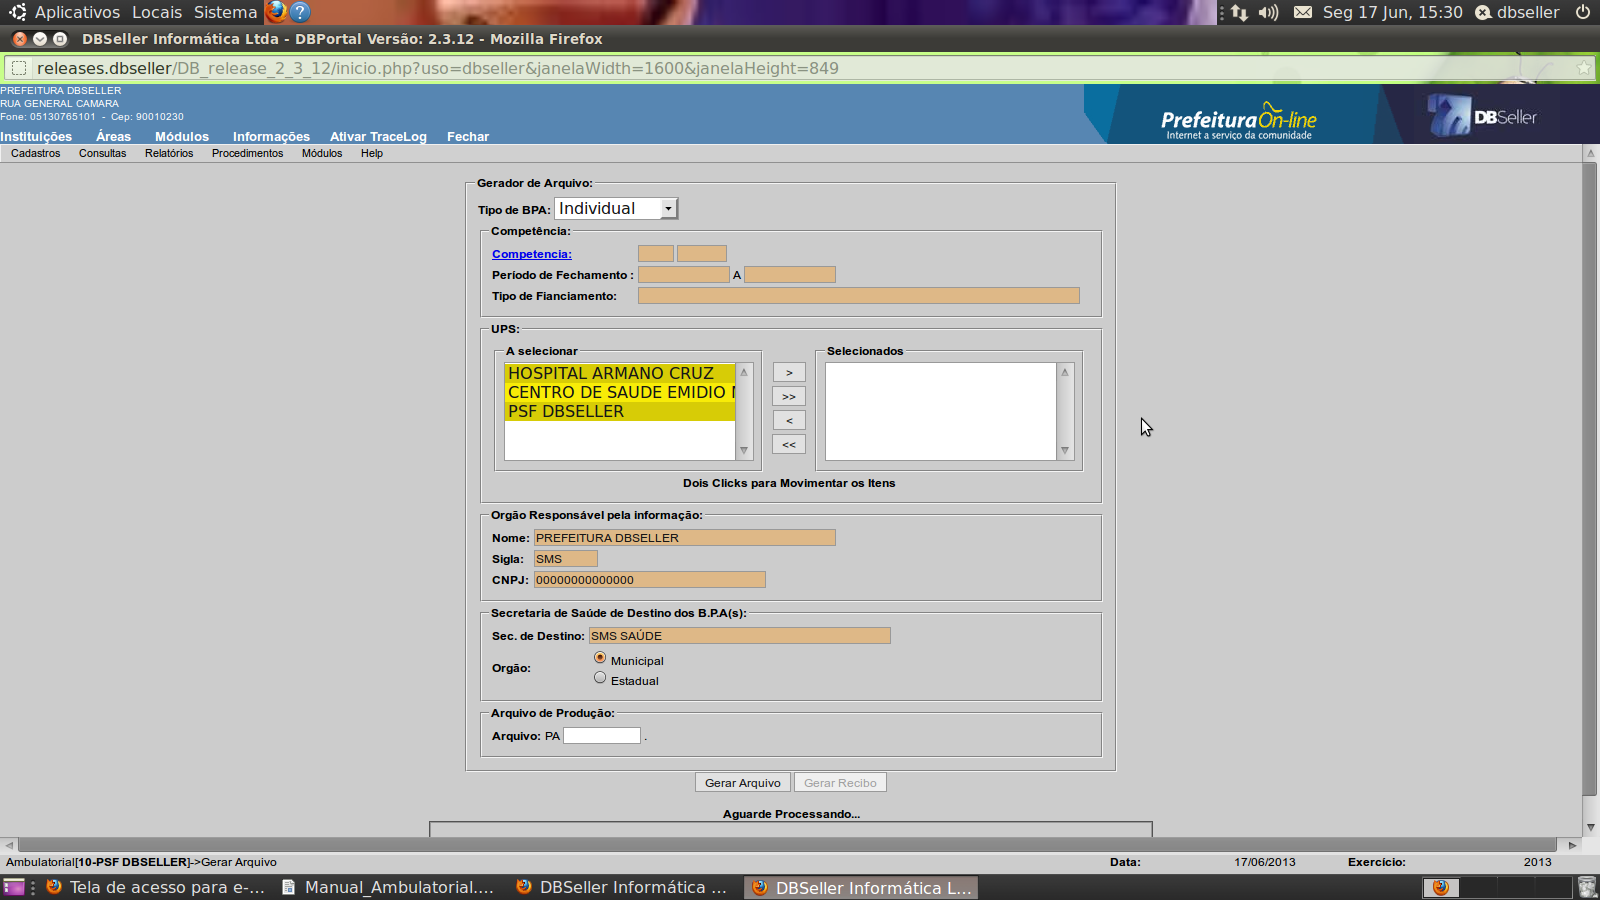 Aplicativos Locais Sistema ? Seg 17 Jun, 15:30 dbseller
DBSeller Informática Ltda - DBPortal Versão: 2.3.12 - Mozilla Firefox
releases.dbseller/DB_release_2_3_12/inicio.php?uso=dbseller&janelaWidth=1600&janelaHeight=849
PREFEITURA DBSELLER
RUA GENERAL CAMARA
Fone: 05130765101 - Cep: 90010230
Prefeitura On-line
Internet a serviço da comunidade
DBSeller
Instituições Áreas Módulos Informações Ativar TraceLog Fechar
Cadastros Consultas Relatórios Procedimentos Módulos Help
Gerador de Arquivo:
Tipo de BPA: Individual
Competência:
Competencia:
Período de Fechamento : A
Tipo de Fianciamento:
UPS:
A selecionar
HOSPITAL ARMANO CRUZ
CENTRO DE SAUDE EMIDIO
PSF DBSELLER
>
>>
<
<<
Selecionados
Dois Clicks para Movimentar os Itens
Orgão Responsável pela informação:
Nome: PREFEITURA DBSELLER
Sigla: SMS
CNPJ: 00000000000000
Secretaria de Saúde de Destino dos B.P.A(s):
Sec. de Destino: SMS SAÚDE
Orgão:
Municipal
Estadual
Arquivo de Produção:
Arquivo: PA .
Gerar Arquivo Gerar Recibo
Aguarde Processando...
Ambulatorial[10-PSF DBSELLER]->Gerar Arquivo Data: 17/06/2013 Exercício: 2013
Tela de acesso para e-... Manual_Ambulatorial.... DBSeller Informática ... DBSeller Informática L...